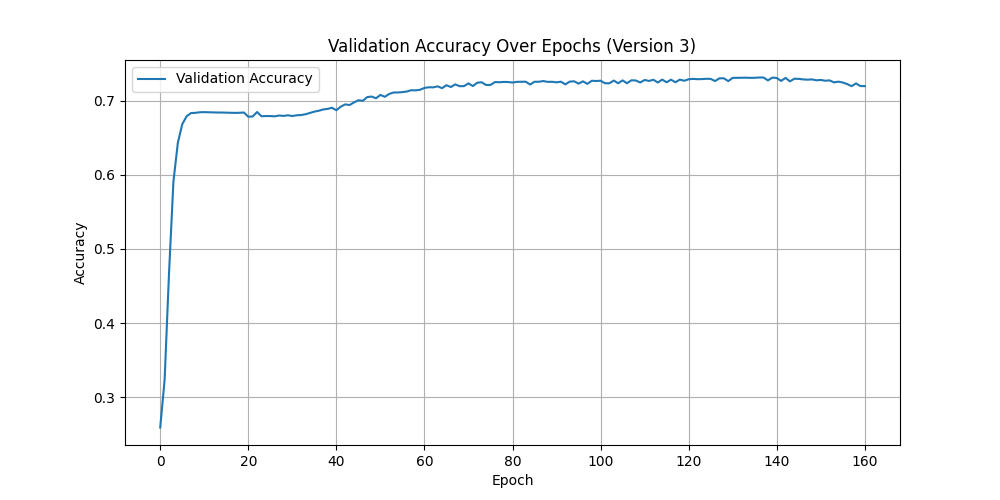 Validation Accuracy Over Epochs (Version 3)
Validation Accuracy
0.7
0.6
0.5
0.4
0.3
Accuracy
0 20 40 60 80 100 120 140 160
Epoch